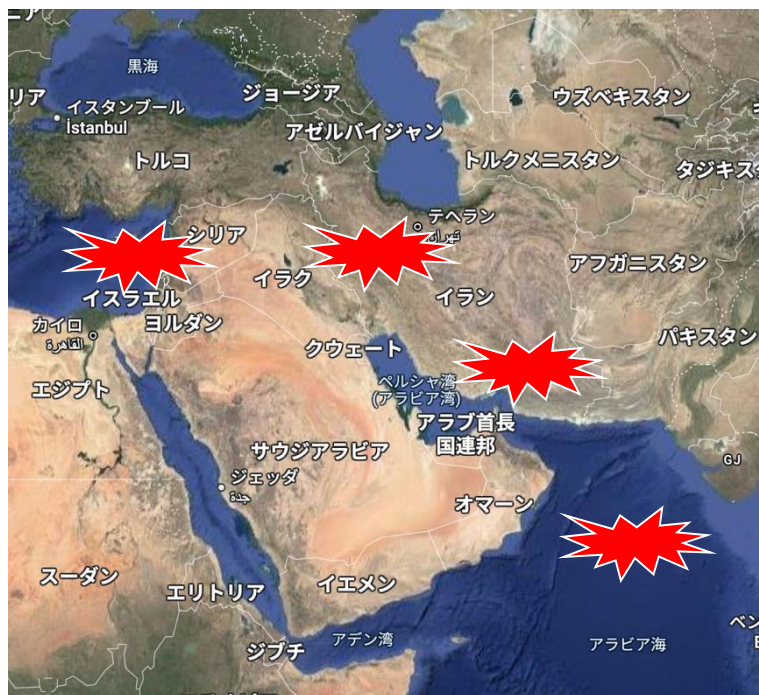 黒海
リア
イスタンブール
İstanbul
ジョージア
アゼルバイジャン
ウズベキスタン
トルコ
トルクメニスタン
タジキスタ
シリア
テヘラン
تهران
イラク
イラン
アフガニスタン
イスラエル
ヨルダン
カイロ
القاهرة
クウェート
パキスタン
エジプト
ペルシャ湾
(アラビア湾)
アラブ首長
国連邦
サウジアラビア
GJ
ジェッダ
جدة
オマーン
スーダン
エリトリア
イエメン
ジブチ
アデン湾
アラビア海
ベン